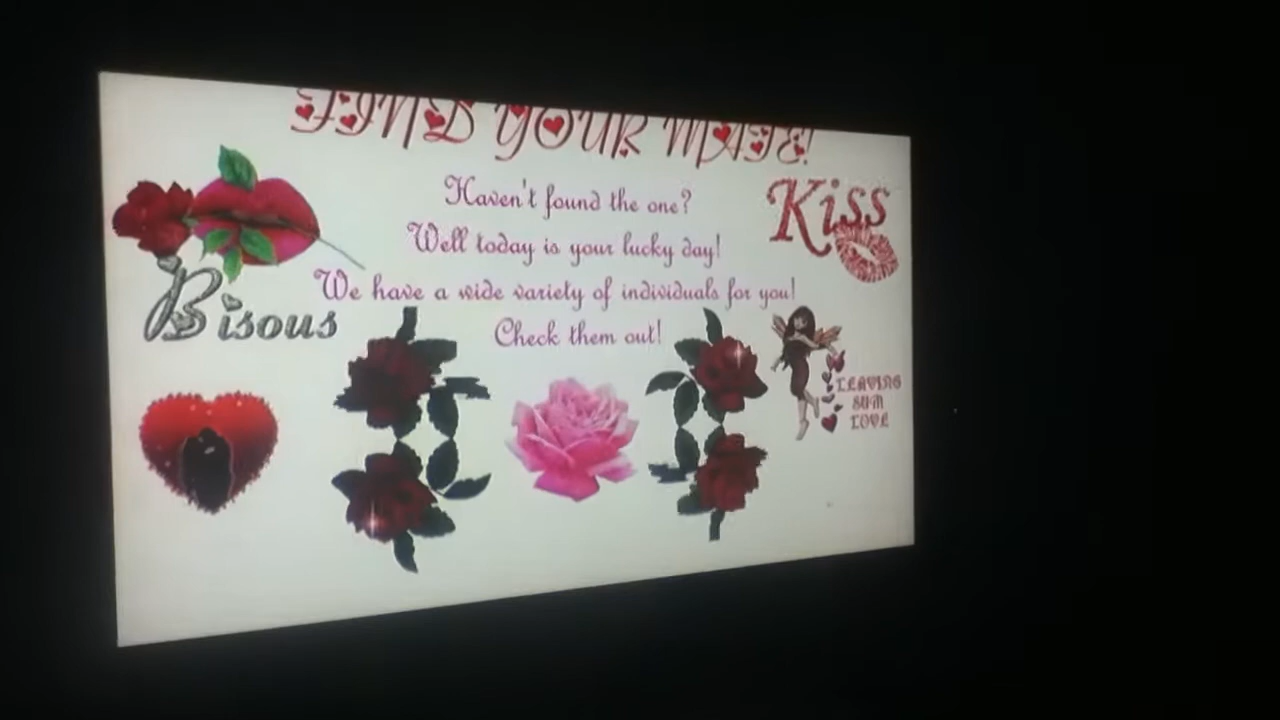 FIND YOUR MATE!
Haven't found the one?
Kiss
Well today is your lucky day!
We have a wide variety of individuals for you!
Bisous
Check them out!
LEAVING
SUM
LOVE